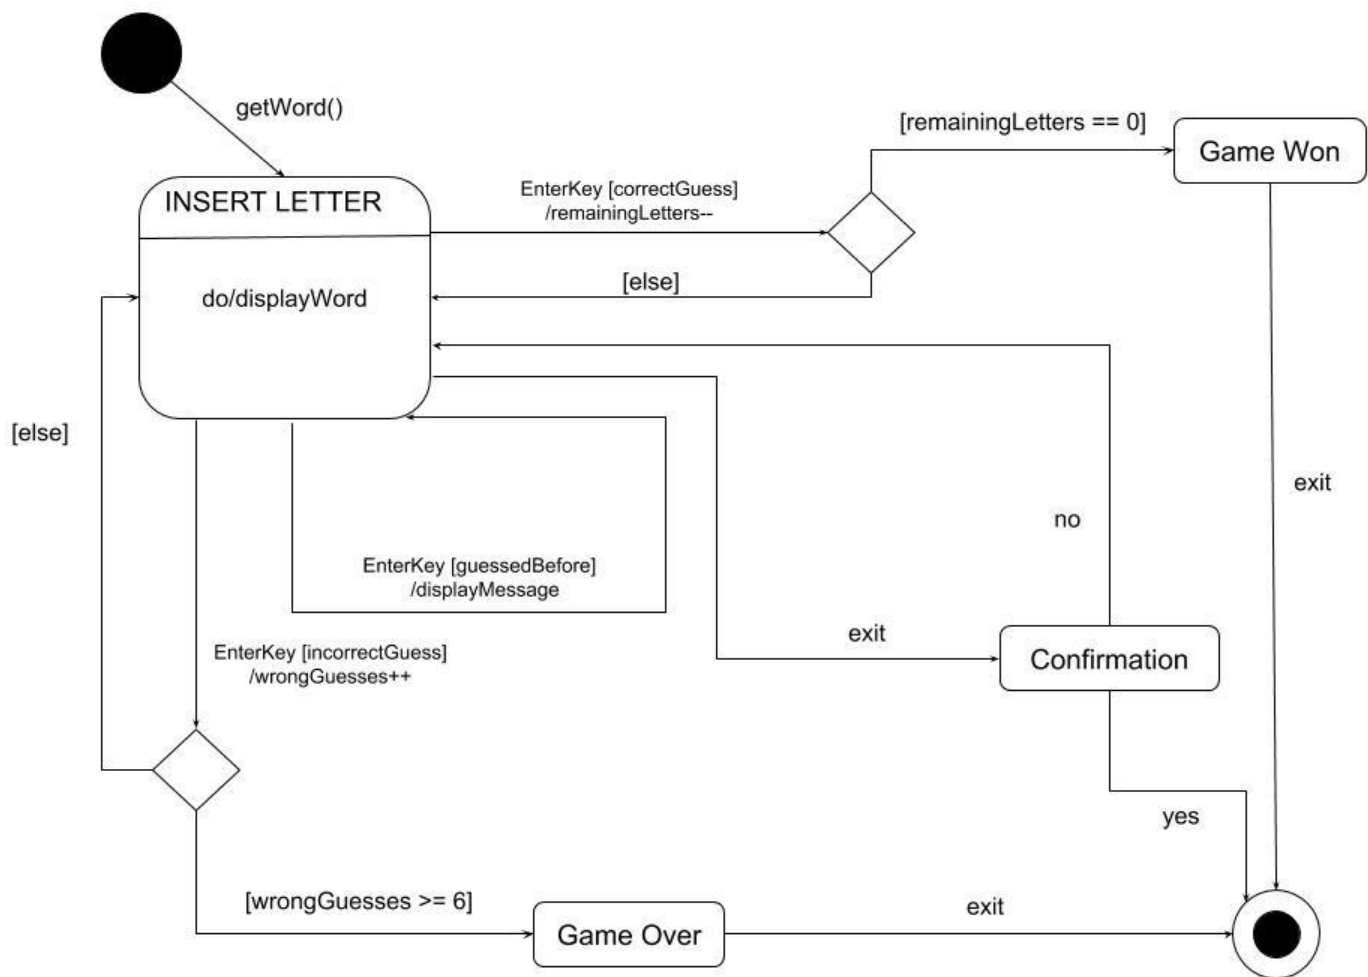 getWord()
[remainingLetters == 0]
Game Won
INSERT LETTER
EnterKey [correctGuess]
/remainingLetters--
[else]
do/displayWord
[else]
exit
no
EnterKey [guessedBefore]
/displayMessage
exit
EnterKey [incorrectGuess]
/wrongGuesses++
Confirmation
yes
[wrongGuesses >= 6]
exit
Game Over